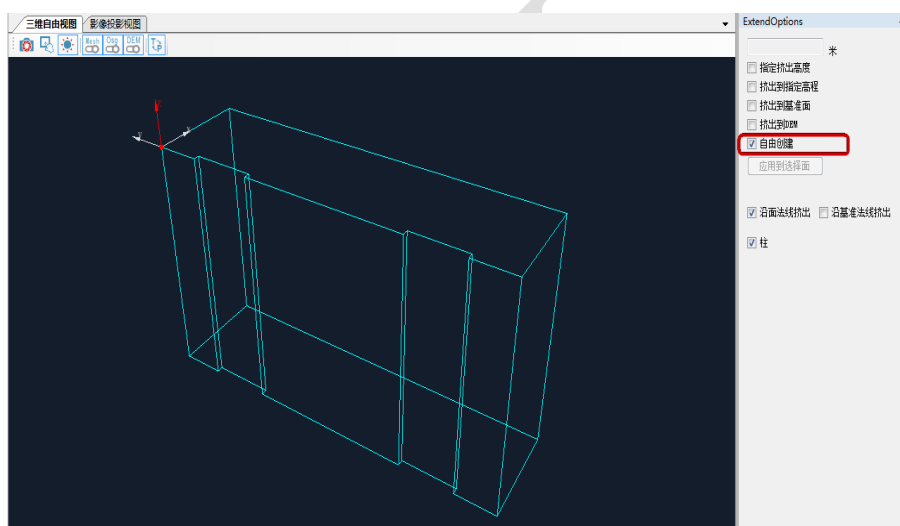 三维自由视图 影像投影视图
ExtendOptions
Mesh Osg DEM
米
指定挤出高度
挤出到指定高程
挤出到基准面
挤出到DEM
自由创建
应用到选择面
沿面法线挤出 沿基准法线挤出
柱